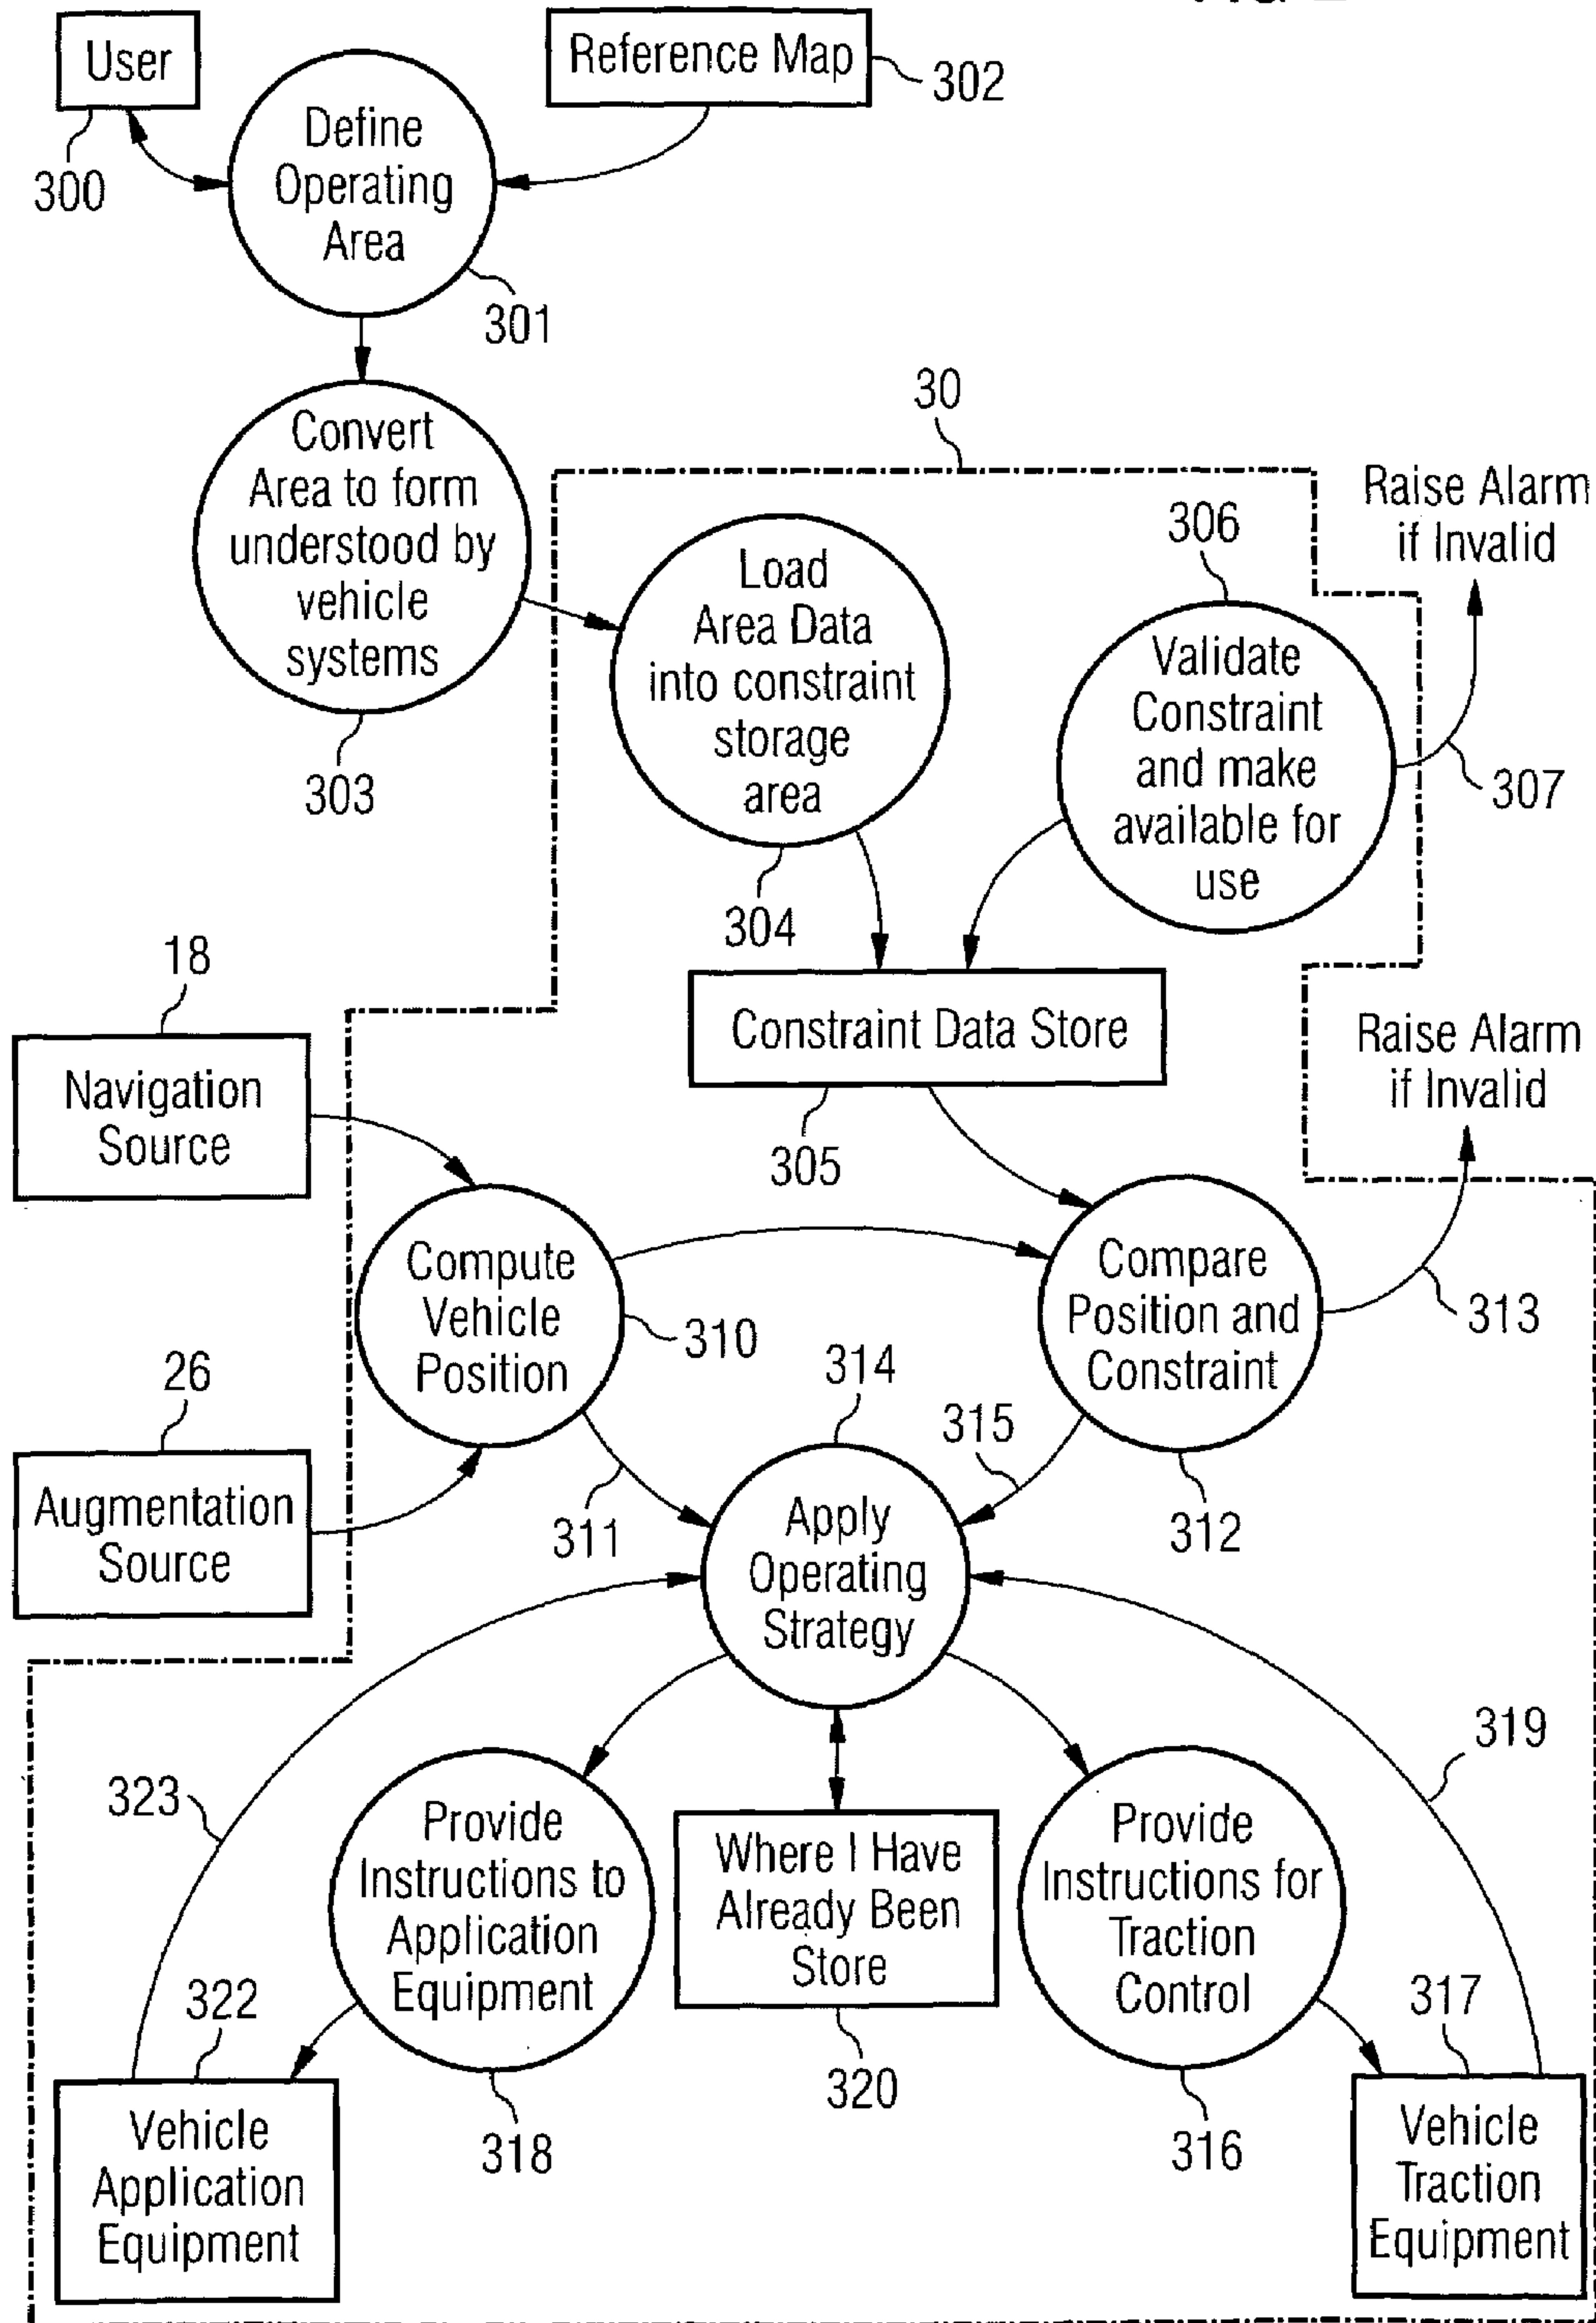 User
Reference Map
302
300
Define
Operating
Area
301
Convert
Area to form
understood by
vehicle
systems
303
30
Raise Alarm
if Invalid
306
Load
Area Data
into constraint
storage
area
304
Validate
Constraint
and make
available for
use
307
18
Navigation
Source
Constraint Data Store
305
Raise Alarm
if Invalid
Compute
Vehicle
Position
310
Compare
Position and
Constraint
313
312
26
Augmentation
Source
311
314
315
Apply
Operating
Strategy
323
319
Provide
Instructions to
Application
Equipment
318
Where I Have
Already Been
Store
320
Provide
Instructions for
Traction
Control
316
322
Vehicle
Application
Equipment
317
Vehicle
Traction
Equipment